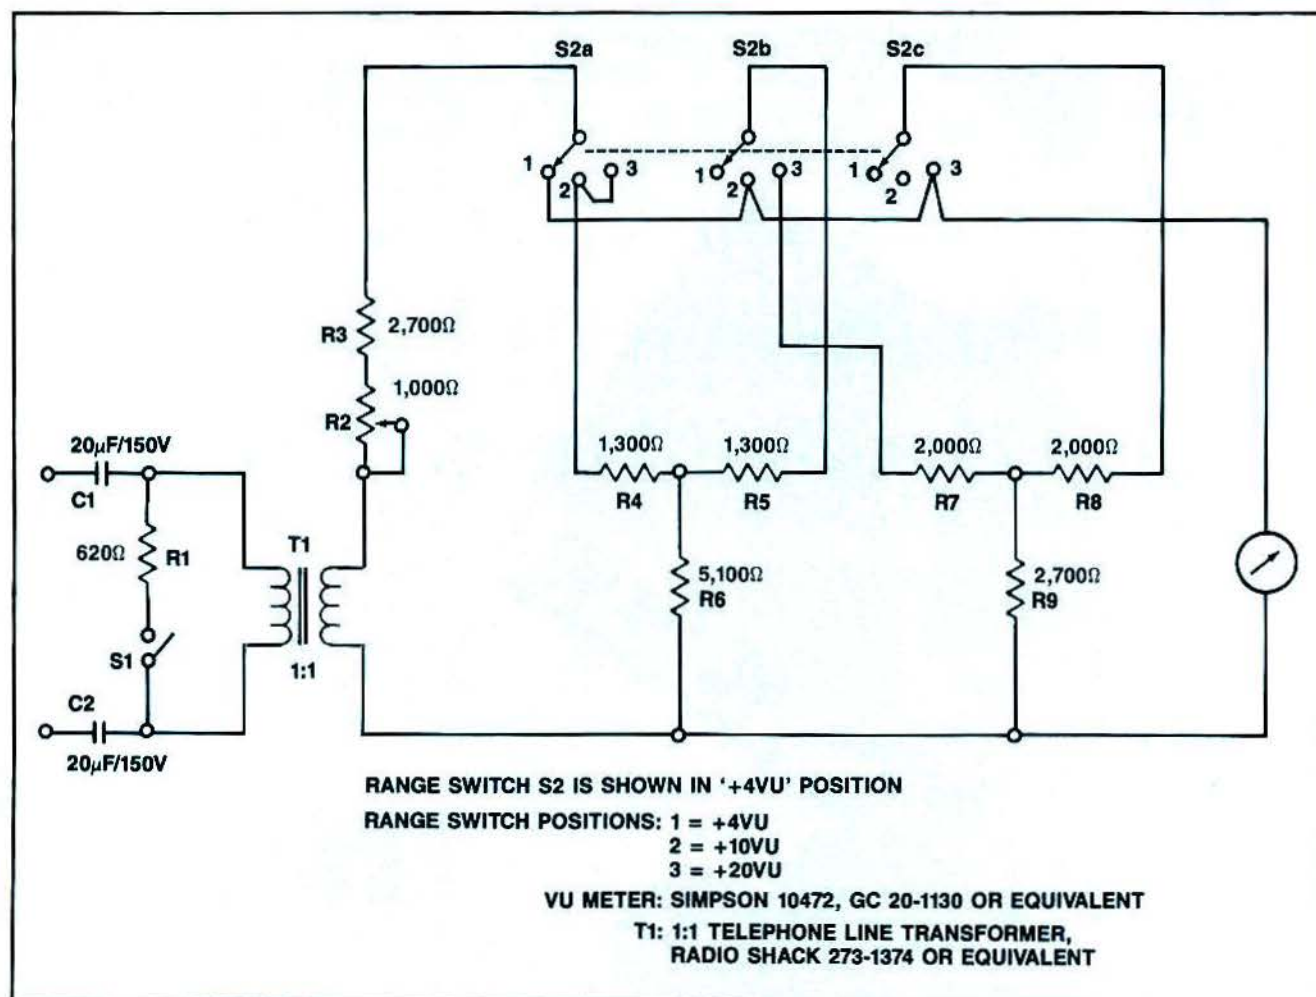 S2a
S2b
S2c
1
2
3
1
2
3
1
2
3
R3
2,700Ω
1,000Ω
R2
20µF/150V
C1
1,300Ω
1,300Ω
R4
R5
2,000Ω
2,000Ω
R7
R8
620Ω
R1
T1
5,100Ω
R6
2,700Ω
R9
S1
1:1
C2
20µF/150V
RANGE SWITCH S2 IS SHOWN IN '+4VU' POSITION
RANGE SWITCH POSITIONS: 1 = +4VU
2 = +10VU
3 = +20VU
VU METER: SIMPSON 10472, GC 20-1130 OR EQUIVALENT
T1: 1:1 TELEPHONE LINE TRANSFORMER,
RADIO SHACK 273-1374 OR EQUIVALENT